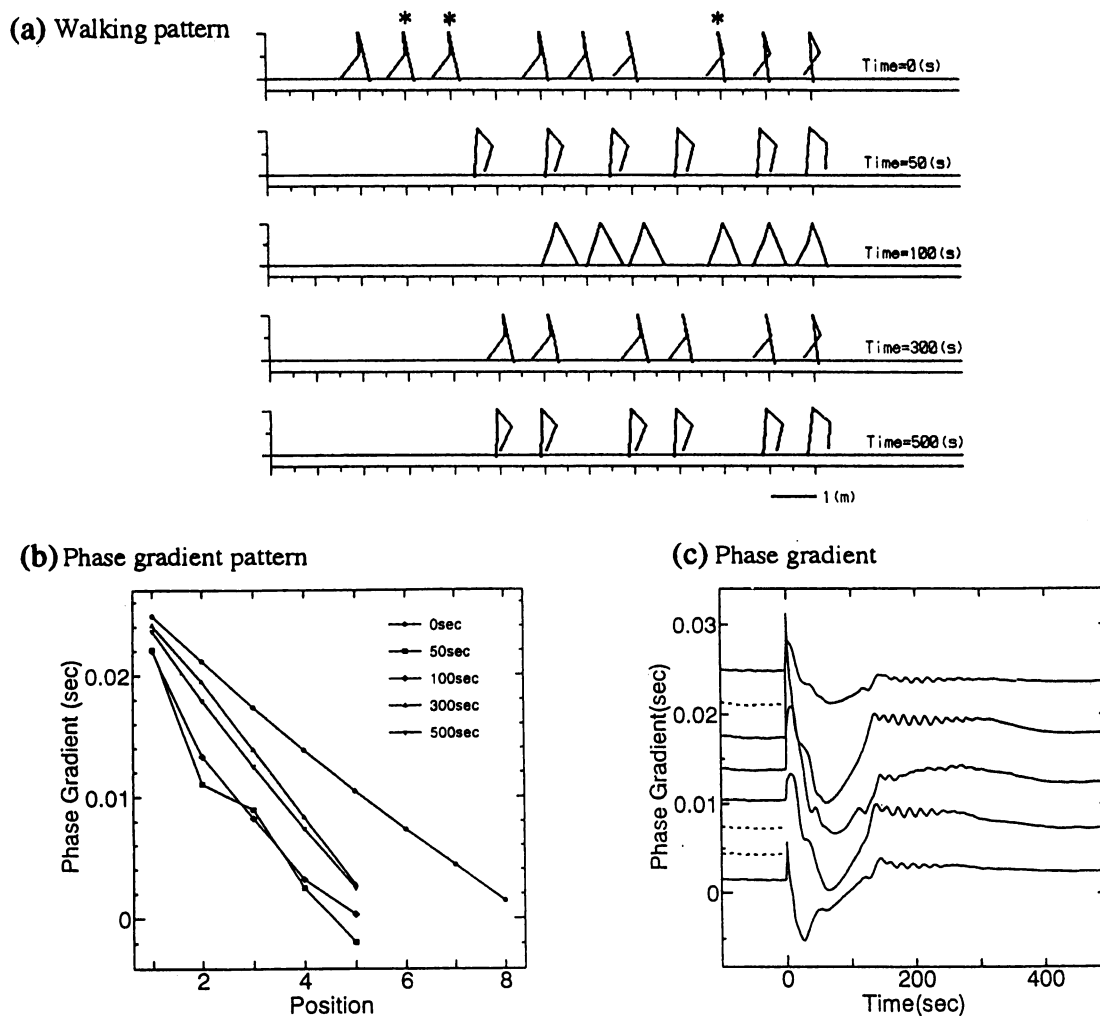 (a) Walking pattern
* * *
Time=0(s)
Time=50(s)
Time=100(s)
Time=300(s)
Time=500(s)
1(m)
(b) Phase gradient pattern
Phase Gradient (sec)
0.02
0.01
0
0sec
50sec
100sec
300sec
500sec
2 4 6 8
Position
(c) Phase gradient
Phase Gradient(sec)
0.03
0.02
0.01
0
0 200 400
Time(sec)